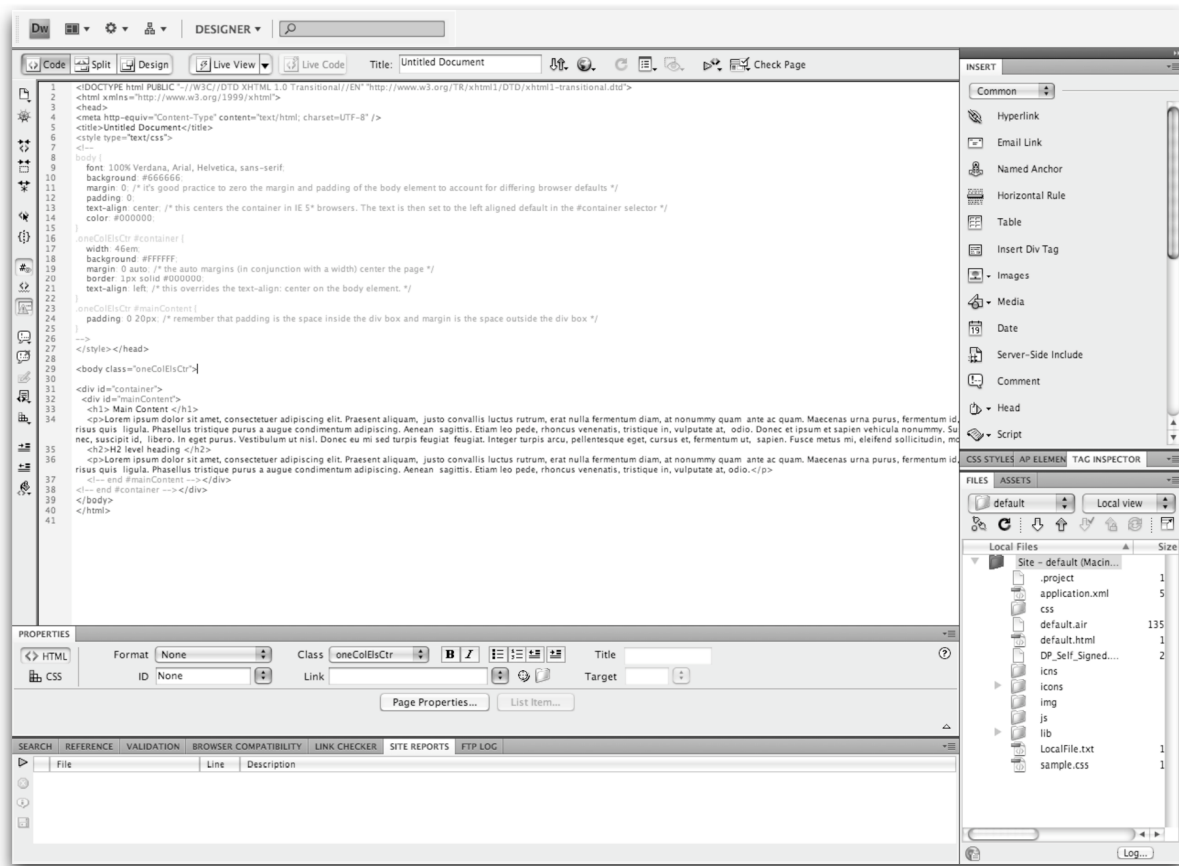 Dw DESIGNER
Code Split Design Live View Live Code Title: Untitled Document Check Page
1 <!DOCTYPE html PUBLIC "-//W3C//DTD XHTML 1.0 Transitional//EN" "http://www.w3.org/TR/xhtml1/DTD/xhtml1-transitional.dtd">
2 <html xmlns="http://www.w3.org/1999/xhtml">
3 <head>
4 <meta http-equiv="Content-Type" content="text/html; charset=UTF-8" />
5 <title>Untitled Document</title>
6 <style type="text/css">
7 <!--
8 body {
9 font: 100% Verdana, Arial, Helvetica, sans-serif;
10 background: #666666;
11 margin: 0; /* it's good practice to zero the margin and padding of the body element to account for differing browser defaults */
12 padding: 0;
13 text-align: center; /* this centers the container in IE 5* browsers. The text is then set to the left aligned default in the #container selector */
14 color: #000000;
15 }
16 .oneColElsCtr #container {
17 width: 46em;
18 background: #FFFFFF;
19 margin: 0 auto; /* the auto margins (in conjunction with a width) center the page */
20 border: 1px solid #000000;
21 text-align: left; /* this overrides the text-align: center on the body element. */
22 }
23 .oneColElsCtr #mainContent {
24 padding: 0 20px; /* remember that padding is the space inside the div box and margin is the space outside the div box */
25 }
26 -->
27 </style></head>
28
29 <body class="oneColElsCtr">
30
31 <div id="container">
32 <div id="mainContent">
33 <h1> Main Content </h1>
34 <p>Lorem ipsum dolor sit amet, consectetuer adipiscing elit. Praesent aliquam, justo convallis luctus rutrum, erat nulla fermentum diam, at nonummy quam ante ac quam. Maecenas urna purus, fermentum id,
risus quis ligula. Phasellus tristique purus a augue condimentum adipiscing. Aenean sagittis. Etiam leo pede, rhoncus venenatis, tristique in, vulputate at, odio. Donec et ipsum et sapien vehicula nonummy. Su
nec, suscipit id, libero. In eget purus. Vestibulum ut nisl. Donec eu mi sed turpis feugiat feugiat. Integer turpis arcu, pellentesque eget, cursus et, fermentum ut, sapien. Fusce metus mi, eleifend sollicitudin, mo
35 <h2>H2 level heading </h2>
36 <p>Lorem ipsum dolor sit amet, consectetuer adipiscing elit. Praesent aliquam, justo convallis luctus rutrum, erat nulla fermentum diam, at nonummy quam ante ac quam. Maecenas urna purus, fermentum id,
risus quis ligula. Phasellus tristique purus a augue condimentum adipiscing. Aenean sagittis. Etiam leo pede, rhoncus venenatis, tristique in, vulputate at, odio.</p>
37 <!-- end #mainContent --></div>
38 <!-- end #container --></div>
39 </body>
40 </html>
41
INSERT
Common
Hyperlink
Email Link
Named Anchor
Horizontal Rule
Table
Insert Div Tag
Images
Media
19 Date
Server-Side Include
Comment
Head
Script
CSS STYLES AP ELEMEN TAG INSPECTOR
FILES ASSETS
default Local view
Local Files Size
Site - default (Macin...
.project 1
application.xml 5
css
default.air 135
default.html 1
DP_Self_Signed.... 2
icns
icons
img
js
lib
LocalFile.txt 1
sample.css 1
Log...
PROPERTIES
HTML Format None Class oneColElsCtr B I Title
CSS ID None Link Target
Page Properties... List Item...
SEARCH REFERENCE VALIDATION BROWSER COMPATIBILITY LINK CHECKER SITE REPORTS FTP LOG
File Line Description